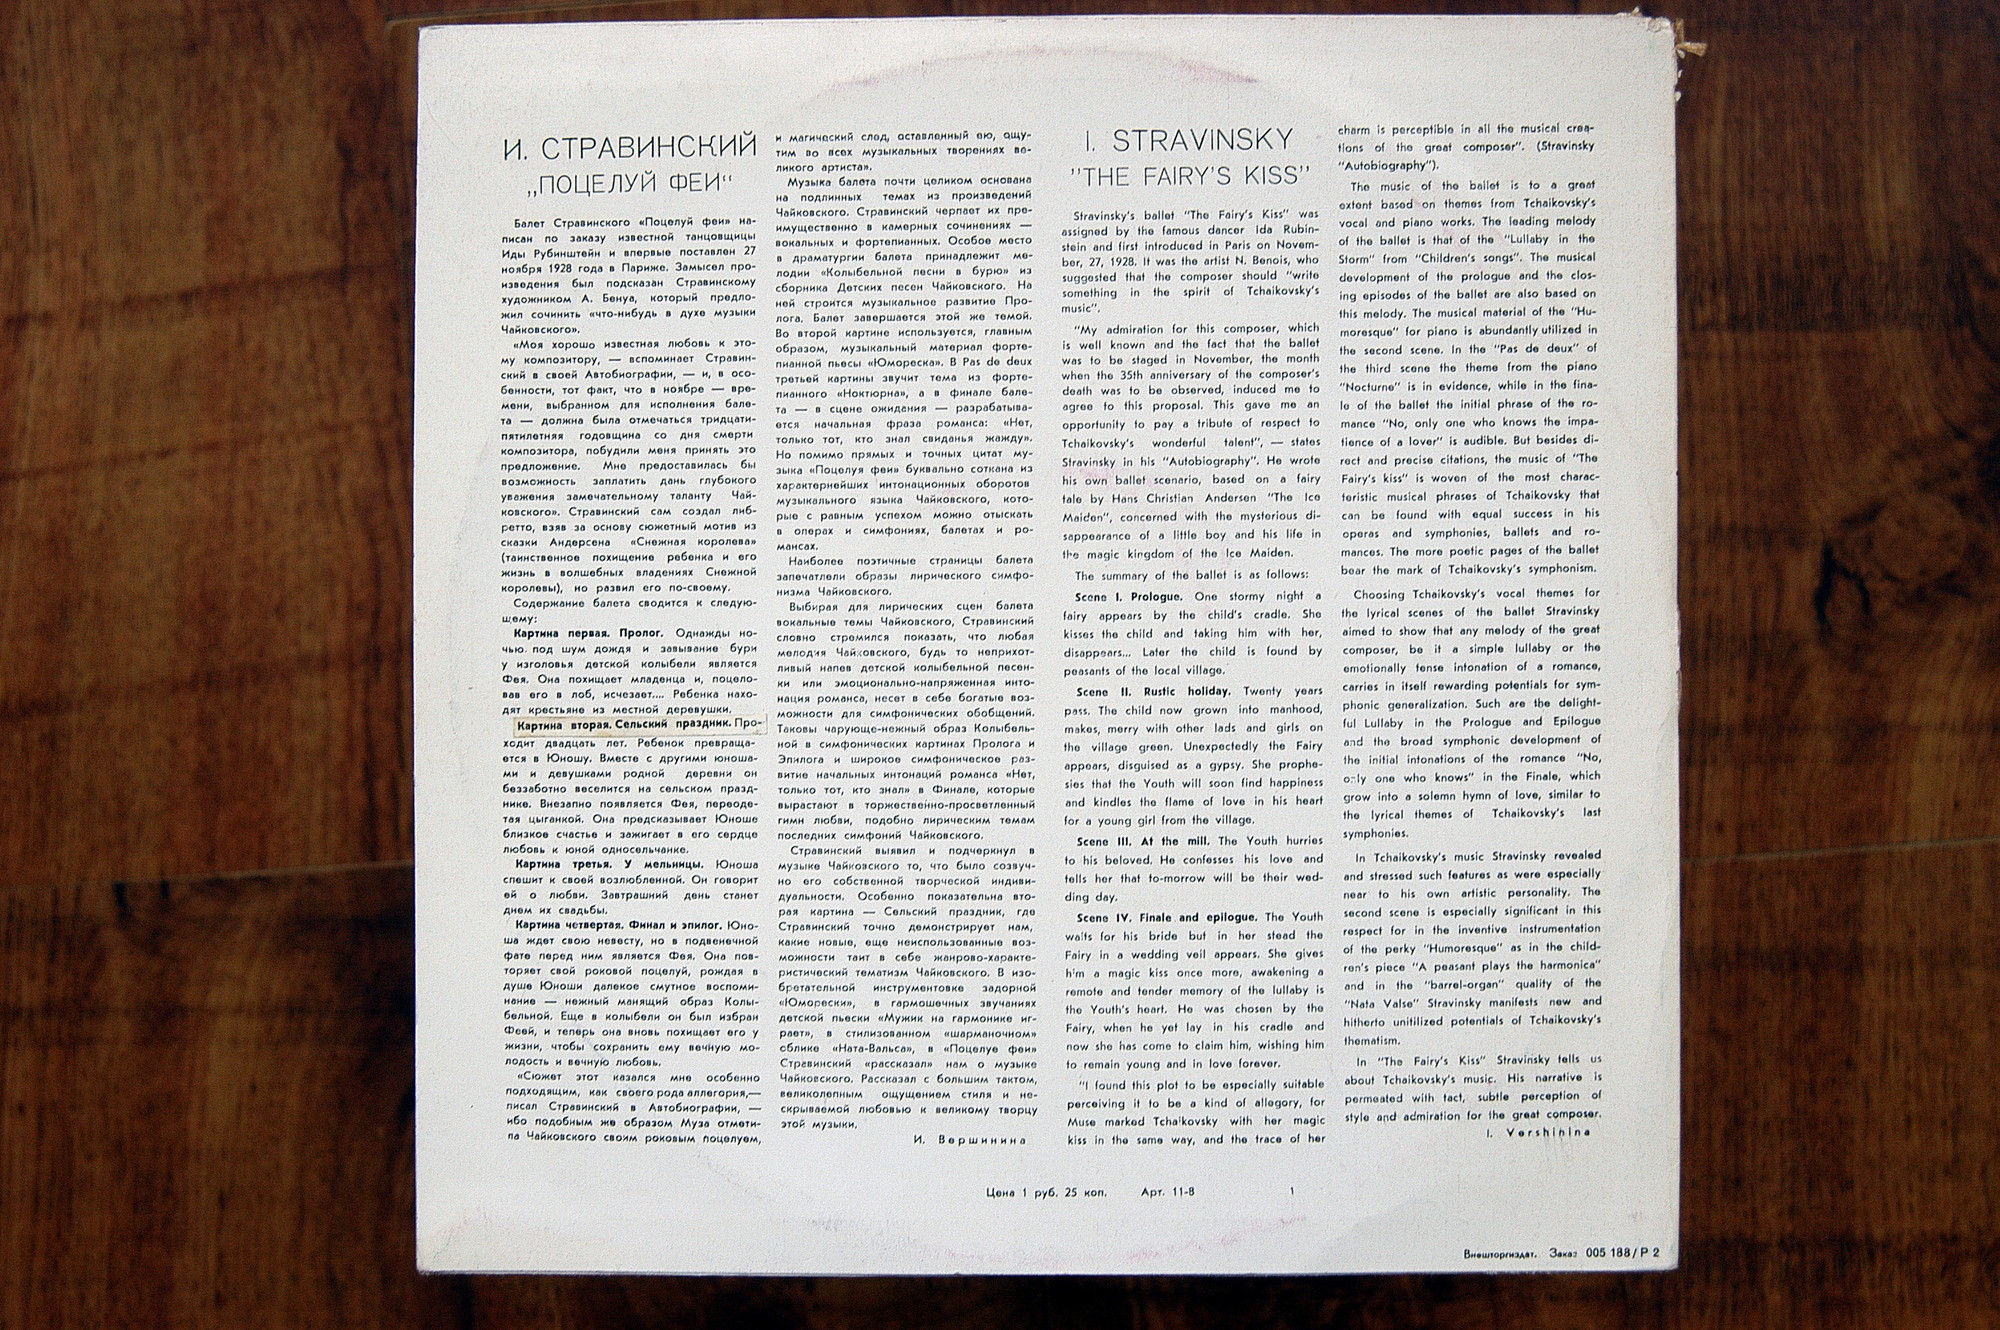 И. СТРАВИНСКИЙ
„ПОЦЕЛУЙ ФЕИ“
Балет Стравинского «Поцелуй феи» на-
писан по заказу известной танцовщицы
Иды Рубинштейн и впервые поставлен 27
ноября 1928 года в Париже. Замысел про-
изведения был подсказан Стравинскому
художником А. Бенуа, который предло-
жил сочинить «что-нибудь в духе музыки
Чайковского».
«Моя хорошо известная любовь к это-
му композитору, — вспоминает Стравин-
ский в своей Автобиографии, — и, в осо-
бенности, тот факт, что в ноябре — вре-
мени, выбранном для исполнения бале-
та — должна была отмечаться тридцати-
пятилетняя годовщина со дня смерти
композитора, побудили меня принять это
предложение. Мне предоставилась бы
возможность заплатить дань глубокого
уважения замечательному таланту Чай-
ковского». Стравинский сам создал либ-
ретто, взяв за основу сюжетный мотив из
сказки Андерсена «Снежная королева»
(таинственное похищение ребенка и его
жизнь в волшебных владениях Снежной
королевы), но развил его по-своему.
Содержание балета сводится к следую-
щему:
Картина первая. Пролог. Однажды но-
чью под шум дождя и завывание бури
у изголовья детской колыбели является
Фея. Она похищает младенца и, поцело-
вав его в лоб, исчезает.... Ребенка нахо-
дят крестьяне из местной деревушки.
Картина вторая. Сельский праздник. Про-
ходит двадцать лет. Ребенок превраща-
ется в Юношу. Вместе с другими юноша-
ми и девушками родной деревни он
беззаботно веселится на сельском празд-
нике. Внезапно появляется Фея, переоде-
тая цыганкой. Она предсказывает Юноше
близкое счастье и зажигает в его сердце
любовь к юной односельчанке.
Картина третья. У мельницы. Юноша
спешит к своей возлюбленной. Он говорит
ей о любви. Завтрашний день станет
днем их свадьбы.
Картина четвертая. Финал и эпилог. Юно-
ша ждет свою невесту, но в подвенечной
фате перед ним является Фея. Она пов-
торяет свой роковой поцелуй, рождая в
душе Юноши далекое смутное воспоми-
нание — нежный манящий образ Колы-
бельной. Еще в колыбели он был избран
Феей, и теперь она вновь похищает его у
жизни, чтобы сохранить ему вечную мо-
лодость и вечную любовь.
«Сюжет этот казался мне особенно
подходящим, как своего рода аллегория,—
писал Стравинский в Автобиографии, —
ибо подобным же образом Муза отмети-
ла Чайковского своим роковым поцелуем,
и магический след, оставленный ею, ощу-
тим во всех музыкальных творениях ве-
ликого артиста».
Музыка балета почти целиком основана
на подлинных темах из произведений
Чайковского. Стравинский черпает их пре-
имущественно в камерных сочинениях —
вокальных и фортепианных. Особое место
в драматургии балета принадлежит ме-
лодии «Колыбельной песни в бурю» из
сборника Детских песен Чайковского. На
ней строится музыкальное развитие Про-
лога. Балет завершается этой же темой.
Во второй картине используется, главным
образом, музыкальный материал форте-
пианной пьесы «Юмореска». В Pas de deux
третьей картины звучит тема из форте-
пианного «Ноктюрна», а в финале бале-
та — в сцене ожидания — разрабатыва-
ется начальная фраза романса: «Нет,
только тот, кто знал свиданья жажду».
Но помимо прямых и точных цитат му-
зыка «Поцелуя феи» буквально соткана из
характернейших интонационных оборотов
музыкального языка Чайковского, кото-
рые с равным успехом можно отыскать
в операх и симфониях, балетах и ро-
мансах.
Наиболее поэтичные страницы балета
запечатлели образы лирического симфо-
низма Чайковского.
Выбирая для лирических сцен балета
вокальные темы Чайковского, Стравинский
словно стремился показать, что любая
мелодия Чайковского, будь то неприхот-
ливый напев детской колыбельной песен-
ки или эмоционально-напряженная инто-
нация романса, несет в себе богатые воз-
можности для симфонических обобщений.
Таковы чарующе-нежный образ Колыбель-
ной в симфонических картинах Пролога и
Эпилога и широкое симфоническое раз-
витие начальных интонаций романса «Нет,
только тот, кто знал» в Финале, которые
вырастают в торжественно-просветленный
гимн любви, подобно лирическим темам
последних симфоний Чайковского.
Стравинский выявил и подчеркнул в
музыке Чайковского то, что было созвуч-
но его собственной творческой индиви-
дуальности. Особенно показательна вто-
рая картина — Сельский праздник, где
Стравинский точно демонстрирует нам,
какие новые, еще неиспользованные воз-
можности таит в себе жанрово-характе-
ристический тематизм Чайковского. В изо-
бретательной инструментовке задорной
«Юморески», в гармошечных звучаниях
детской пьески «Мужик на гармонике иг-
рает», в стилизованном «шарманочном»
облике «Ната-Вальса», в «Поцелуе феи»
Стравинский «рассказал» нам о музыке
Чайковского. Рассказал с большим тактом,
великолепным ощущением стиля и не-
скрываемой любовью к великому творцу
этой музыки.
И. Вершинина
I. STRAVINSKY
"THE FAIRY'S KISS"
Stravinsky's ballet "The Fairy's Kiss" was
assigned by the famous dancer Ida Rubin-
stein and first introduced in Paris on Novem-
ber, 27, 1928. It was the artist N. Benois, who
suggested that the composer should "write
something in the spirit of Tchaikovsky's
music".
"My admiration for this composer, which
is well known and the fact that the ballet
was to be staged in November, the month
when the 35th anniversary of the composer's
death was to be observed, induced me to
agree to this proposal. This gave me an
opportunity to pay a tribute of respect to
Tchaikovsky's wonderful talent", — states
Stravinsky in his "Autobiography". He wrote
his own ballet scenario, based on a fairy
tale by Hans Christian Andersen "The Ice
Maiden", concerned with the mysterious di-
sappearance of a little boy and his life in
the magic kingdom of the Ice Maiden.
The summary of the ballet is as follows:
Scene I. Prologue. One stormy night a
fairy appears by the child's cradle. She
kisses the child and taking him with her,
disappears... Later the child is found by
peasants of the local village.
Scene II. Rustic holiday. Twenty years
pass. The child now grown into manhood,
makes, merry with other lads and girls on
the village green. Unexpectedly the Fairy
appears, disguised as a gypsy. She prophe-
sies that the Youth will soon find happiness
and kindles the flame of love in his heart
for a young girl from the village.
Scene III. At the mill. The Youth hurries
to his beloved. He confesses his love and
tells her that to-morrow will be their wed-
ding day.
Scene IV. Finale and epilogue. The Youth
waits for his bride but in her stead the
Fairy in a wedding veil appears. She gives
him a magic kiss once more, awakening a
remote and tender memory of the lullaby is
the Youth's heart. He was chosen by the
Fairy, when he yet lay in his cradle and
now she has come to claim him, wishing him
to remain young and in love forever.
"I found this plot to be especially suitable
perceiving it to be a kind of allegory, for
Muse marked Tchaikovsky with her magic
kiss in the same way, and the trace of her
charm is perceptible in all the musical crea-
tions of the great composer". (Stravinsky
"Autobiography").
The music of the ballet is to a great
extent based on themes from Tchaikovsky's
vocal and piano works. The leading melody
of the ballet is that of the "Lullaby in the
Storm" from "Children's songs". The musical
development of the prologue and the clos-
ing episodes of the ballet are also based on
this melody. The musical material of the "Hu-
moresque" for piano is abundantly utilized in
the second scene. In the "Pas de deux" of
the third scene the theme from the piano
"Nocturne" is in evidence, while in the fina-
le of the ballet the initial phrase of the ro-
mance "No, only one who knows the impa-
tience of a lover" is audible. But besides di-
rect and precise citations, the music of "The
Fairy's kiss" is woven of the most charac-
teristic musical phrases of Tchaikovsky that
can be found with equal success in his
operas and symphonies, ballets and ro-
mances. The more poetic pages of the ballet
bear the mark of Tchaikovsky's symphonism.
Choosing Tchaikovsky's vocal themes for
the lyrical scenes of the ballet Stravinsky
aimed to show that any melody of the great
composer, be it a simple lullaby or the
emotionally tense intonation of a romance,
carries in itself rewarding potentials for sym-
phonic generalization. Such are the delight-
ful Lullaby in the Prologue and Epilogue
and the broad symphonic development of
the initial intonations of the romance "No,
only one who knows" in the Finale, which
grow into a solemn hymn of love, similar to
the lyrical themes of Tchaikovsky's last
symphonies.
In Tchaikovsky's music Stravinsky revealed
and stressed such features as were especially
near to his own artistic personality. The
second scene is especially significant in this
respect for in the inventive instrumentation
of the perky "Humoresque" as in the child-
ren's piece "A peasant plays the harmonica"
and in the "barrel-organ" quality of the
"Nata Valse" Stravinsky manifests new and
hitherto unitilized potentials of Tchaikovsky's
thematism.
In "The Fairy's Kiss" Stravinsky tells us
about Tchaikovsky's music. His narrative is
permeated with tact, subtle perception of
style and admiration for the great composer.
I. Vershinina
Цена 1 руб. 25 коп. Арт. 11-8 1
Внешторгиздат. Заказ 005 188/Р 2